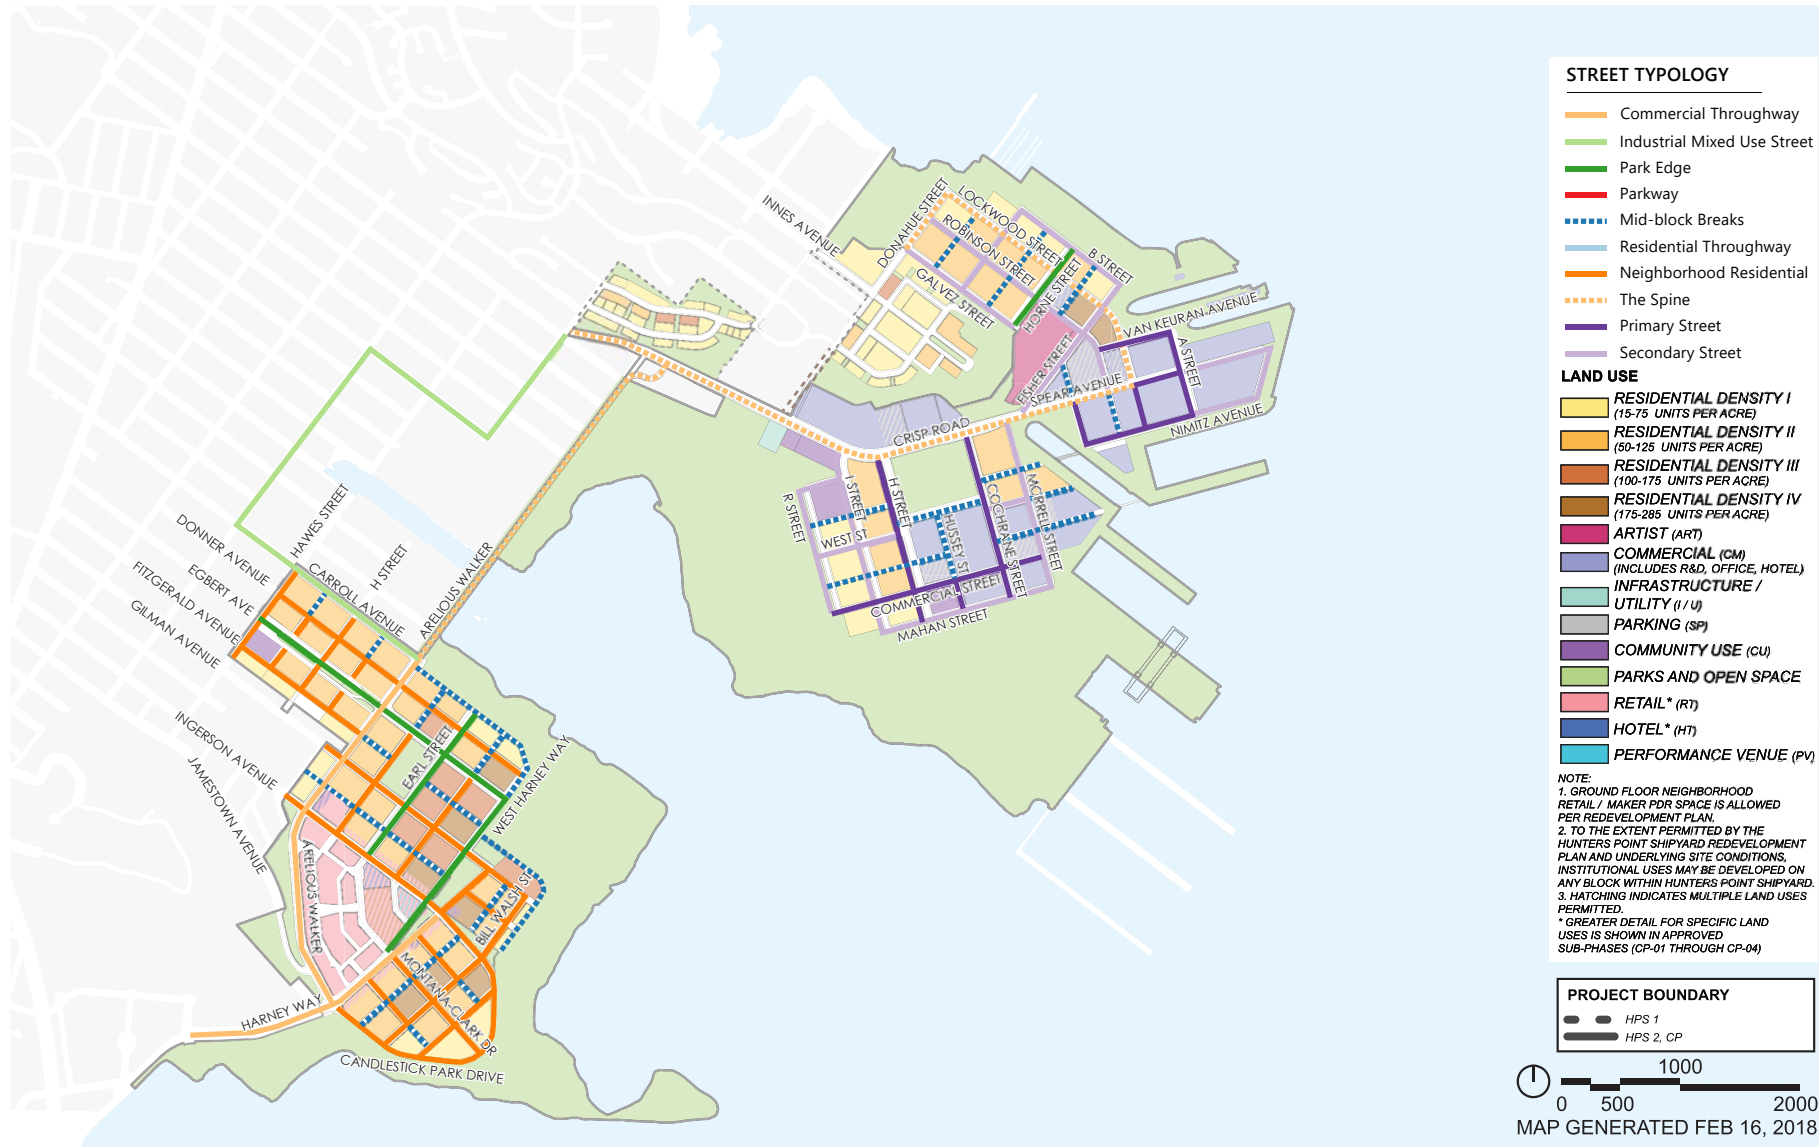 INNES AVENUE
DONAHUE STREET
LOCKWOOD STREET
ROBINSON STREET
GALVEZ STREET
HORNE STREET
B STREET
FISHER STREET
VAN KEURAN AVENUE
A STREET
SPEAR AVENUE
NIMITZ AVENUE
CRISP ROAD
R STREET
I STREET
H STREET
WEST ST
HUSSEY ST
COCHRANE STREET
MORRELL STREET
COMMERCIAL STREET
MAHAN STREET
DONNER AVENUE
EGBERT AVE
FITZGERALD AVENUE
GILMAN AVENUE
HAWES STREET
H STREET
CARROLL AVENUE
ARELIOUS WALKER
INGERSON AVENUE
JAMESTOWN AVENUE
EARL STREET
WEST HARNEY WAY
ARELIOUS WALKER
BILL WALSH ST
MONTANA-CLARK DR
HARNEY WAY
CANDLESTICK PARK DRIVE
STREET TYPOLOGY
Commercial Throughway
Industrial Mixed Use Street
Park Edge
Parkway
Mid-block Breaks
Residential Throughway
Neighborhood Residential
The Spine
Primary Street
Secondary Street
LAND USE
RESIDENTIAL DENSITY I
(15-75 UNITS PER ACRE)
RESIDENTIAL DENSITY II
(50-125 UNITS PER ACRE)
RESIDENTIAL DENSITY III
(100-175 UNITS PER ACRE)
RESIDENTIAL DENSITY IV
(175-285 UNITS PER ACRE)
ARTIST (ART)
COMMERCIAL (CM)
(INCLUDES R&D, OFFICE, HOTEL)
INFRASTRUCTURE /
UTILITY (I / U)
PARKING (SP)
COMMUNITY USE (CU)
PARKS AND OPEN SPACE
RETAIL* (RT)
HOTEL* (HT)
PERFORMANCE VENUE (PV)
NOTE:
1. GROUND FLOOR NEIGHBORHOOD
RETAIL / MAKER PDR SPACE IS ALLOWED
PER REDEVELOPMENT PLAN.
2. TO THE EXTENT PERMITTED BY THE
HUNTERS POINT SHIPYARD REDEVELOPMENT
PLAN AND UNDERLYING SITE CONDITIONS,
INSTITUTIONAL USES MAY BE DEVELOPED ON
ANY BLOCK WITHIN HUNTERS POINT SHIPYARD.
3. HATCHING INDICATES MULTIPLE LAND USES
PERMITTED.
* GREATER DETAIL FOR SPECIFIC LAND
USES IS SHOWN IN APPROVED
SUB-PHASES (CP-01 THROUGH CP-04)
PROJECT BOUNDARY
HPS 1
HPS 2, CP
1000
0 500 2000
MAP GENERATED FEB 16, 2018